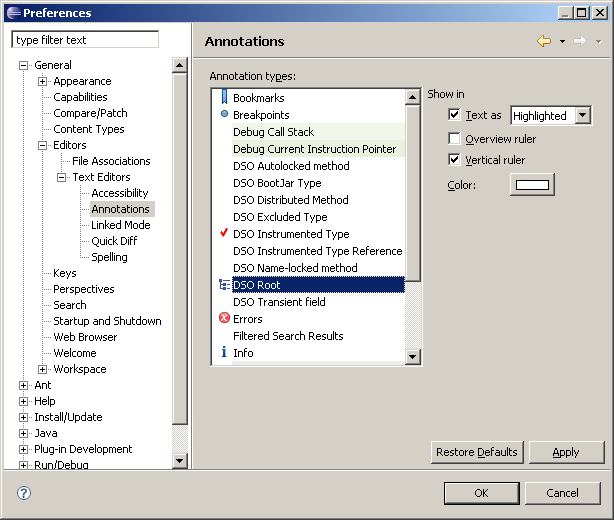 Preferences
type filter text
General
Appearance
Capabilities
Compare/Patch
Content Types
Editors
File Associations
Text Editors
Accessibility
Annotations
Linked Mode
Quick Diff
Spelling
Keys
Perspectives
Search
Startup and Shutdown
Web Browser
Welcome
Workspace
Ant
Help
Install/Update
Java
Plug-in Development
Run/Debug
Annotations
Annotation types:
Bookmarks
Breakpoints
Debug Call Stack
Debug Current Instruction Pointer
DSO Autolocked method
DSO BootJar Type
DSO Distributed Method
DSO Excluded Type
DSO Instrumented Type
DSO Instrumented Type Reference
DSO Name-locked method
DSO Root
DSO Transient field
Errors
Filtered Search Results
Info
Show in
Text as Highlighted
Overview ruler
Vertical ruler
Color:
Restore Defaults Apply
OK Cancel